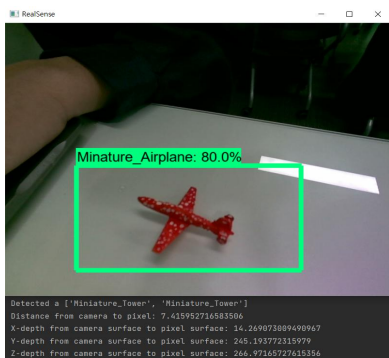 RealSense
Minature_Airplane: 80.0%
Detected a ['Miniature_Tower', 'Miniature_Tower']
Distance from camera to pixel: 7.415952716583506
X-depth from camera surface to pixel surface: 14.269073009490967
Y-depth from camera surface to pixel surface: 245.193772315979
Z-depth from camera surface to pixel surface: 266.97165727615356